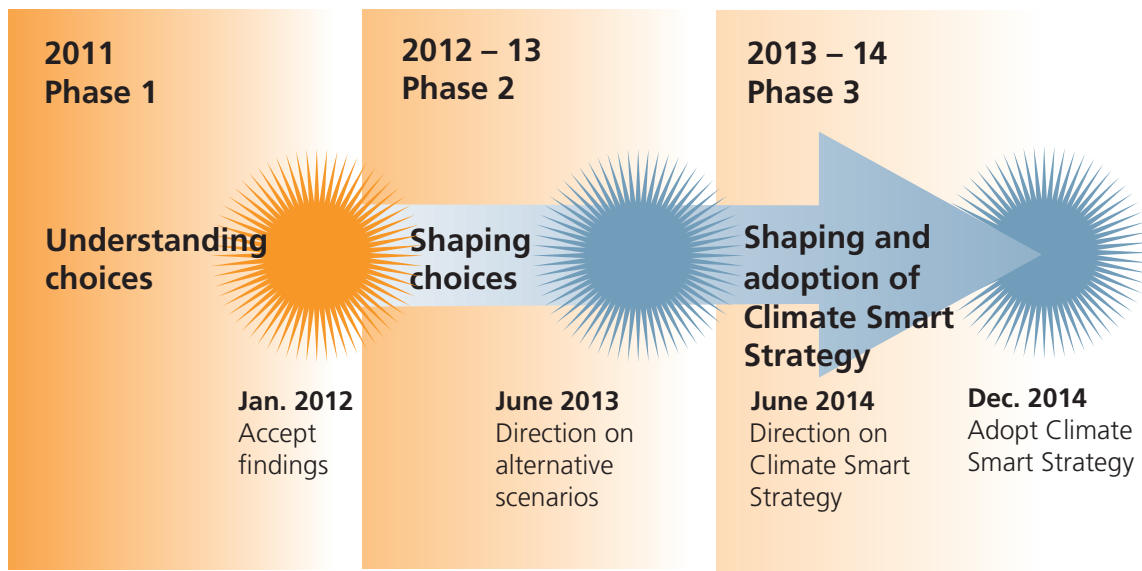 2011
Phase 1
Understanding
choices
Jan. 2012
Accept
findings
2012 – 13
Phase 2
Shaping
choices
June 2013
Direction on
alternative
scenarios
2013 – 14
Phase 3
Shaping and
adoption of
Climate Smart
Strategy
June 2014
Direction on
Climate Smart
Strategy
Dec. 2014
Adopt Climate
Smart Strategy